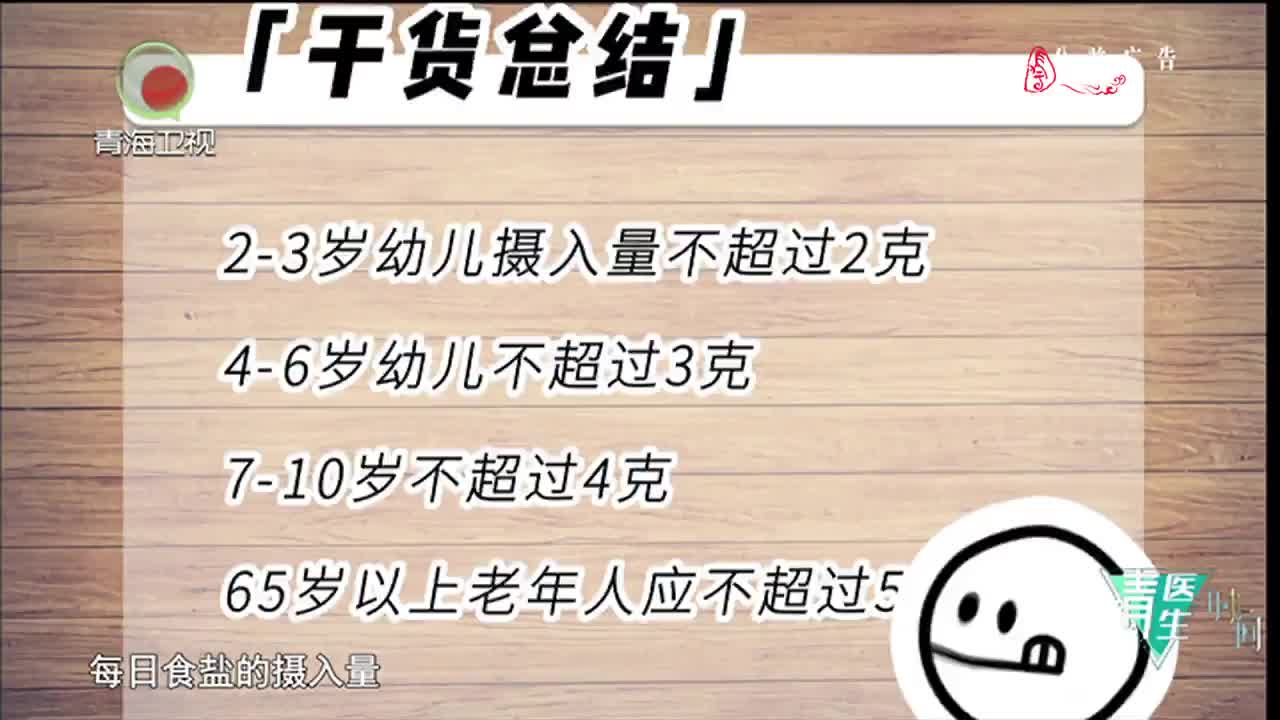 「干货总结」
公益广告
青海卫视
2-3岁幼儿摄入量不超过2克
4-6岁幼儿不超过3克
7-10岁不超过4克
65岁以上老年人应不超过5
每日食盐的摄入量
青医生时间